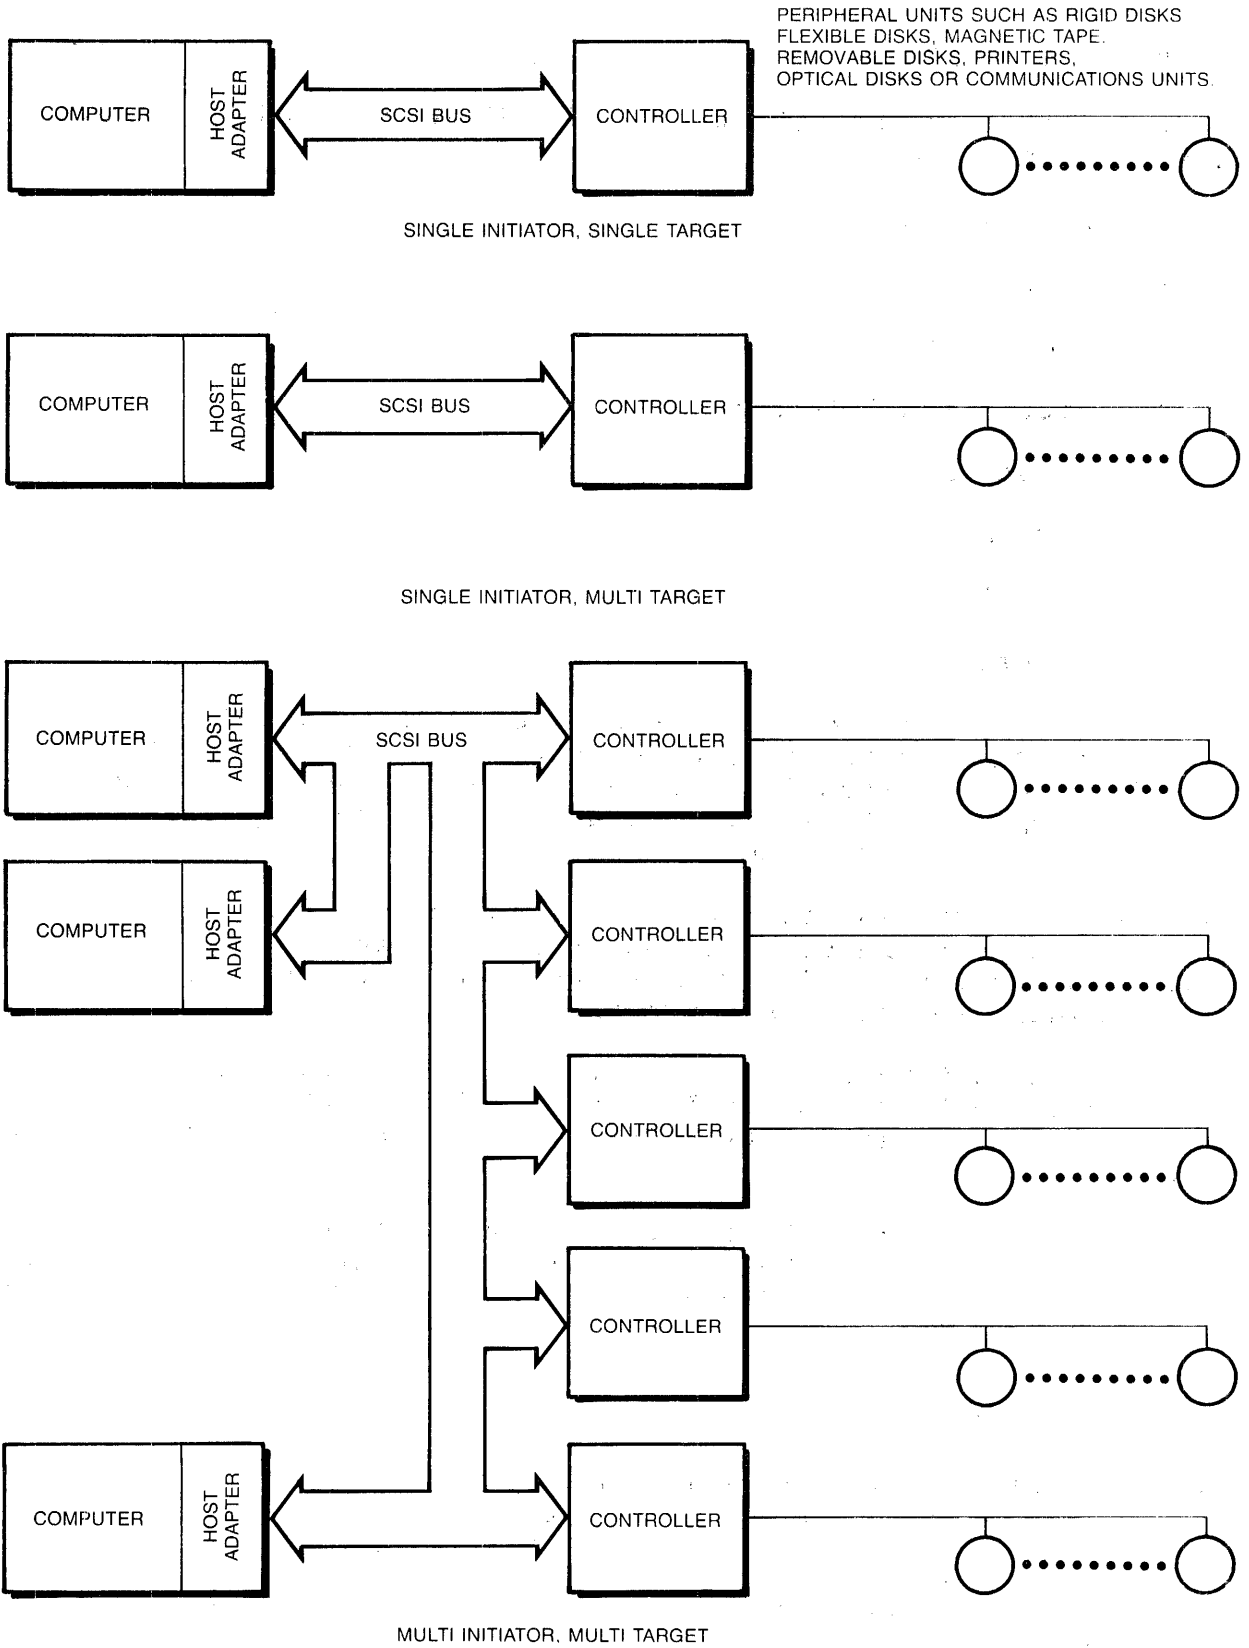 PERIPHERAL UNITS SUCH AS RIGID DISKS
FLEXIBLE DISKS, MAGNETIC TAPE.
REMOVABLE DISKS, PRINTERS,
OPTICAL DISKS OR COMMUNICATIONS UNITS.
COMPUTER
HOST
ADAPTER
SCSI BUS
CONTROLLER
SINGLE INITIATOR, SINGLE TARGET
COMPUTER
HOST
ADAPTER
SCSI BUS
CONTROLLER
SINGLE INITIATOR, MULTI TARGET
COMPUTER
HOST
ADAPTER
SCSI BUS
CONTROLLER
COMPUTER
HOST
ADAPTER
CONTROLLER
CONTROLLER
CONTROLLER
COMPUTER
HOST
ADAPTER
CONTROLLER
MULTI INITIATOR, MULTI TARGET